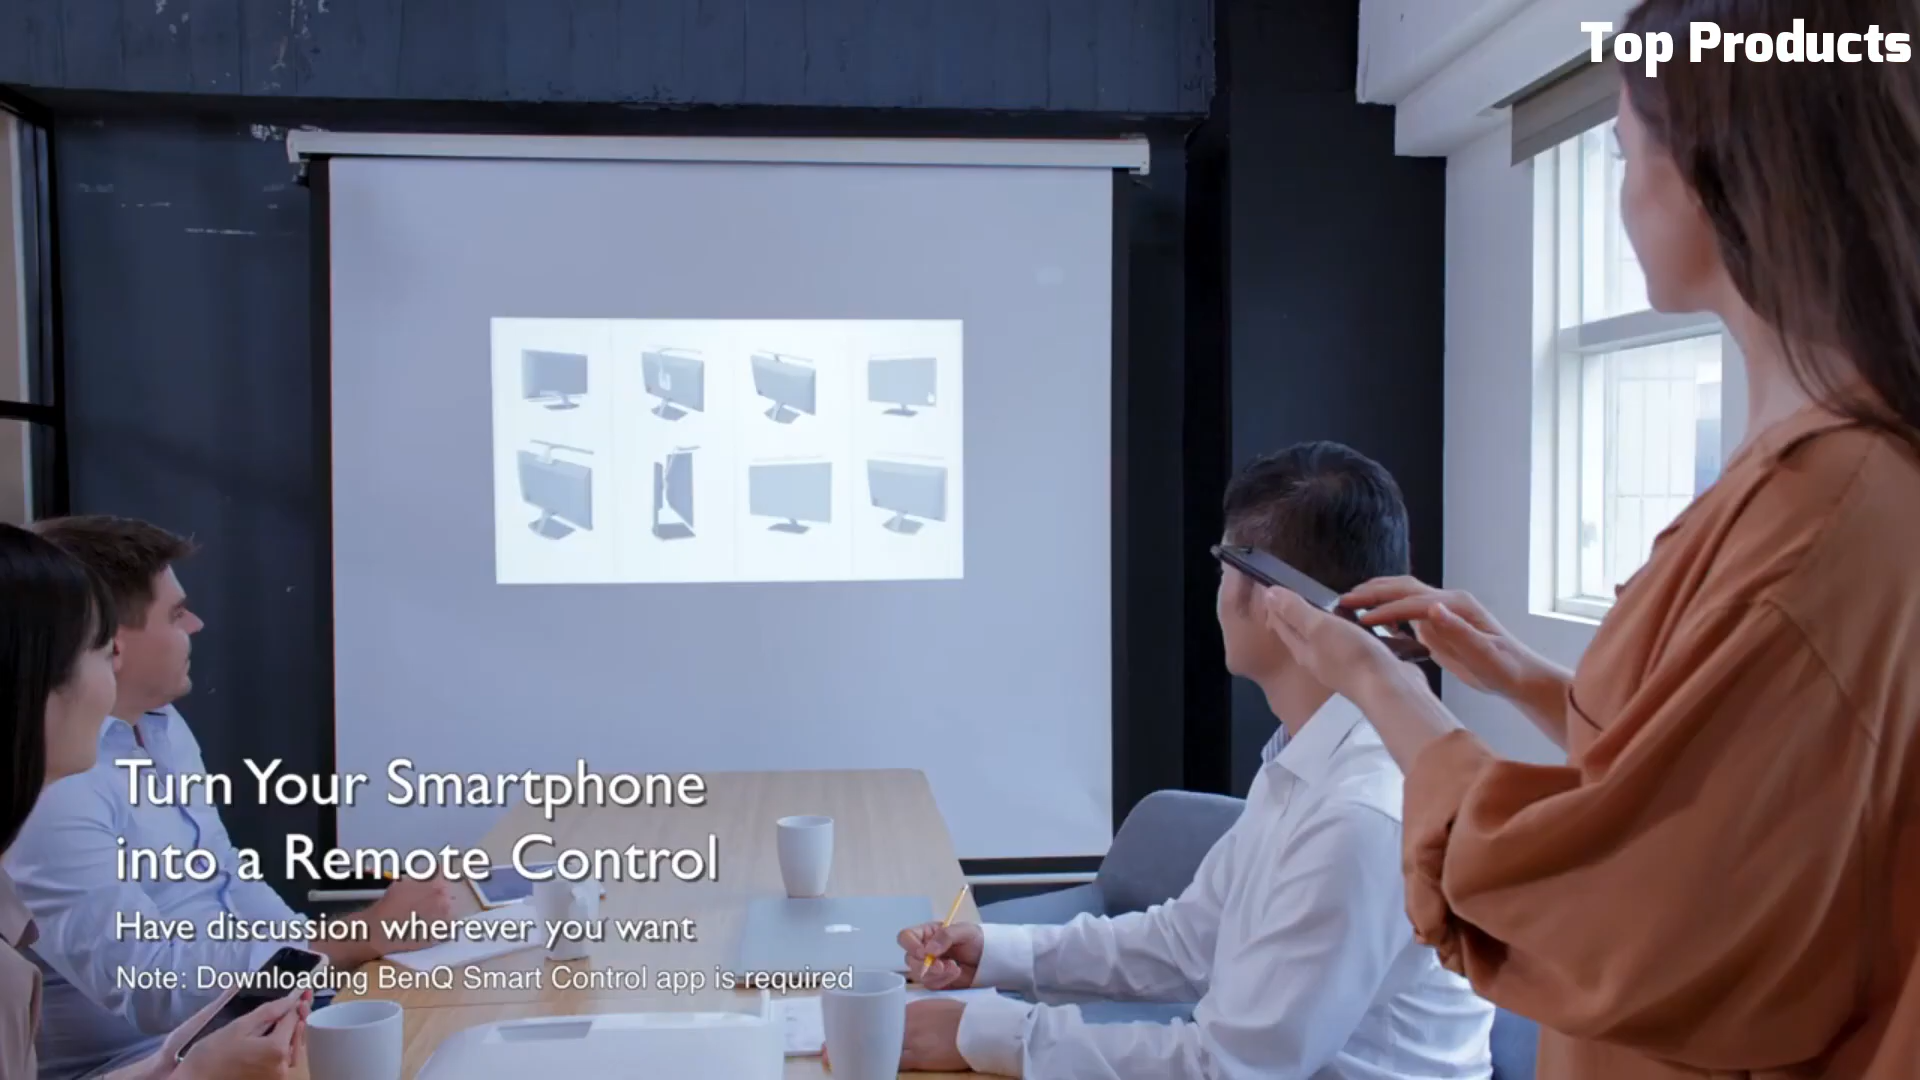 Top Products
Turn Your Smartphone
into a Remote Control
Have discussion wherever you want
Note: Downloading BenQ Smart Control app is required